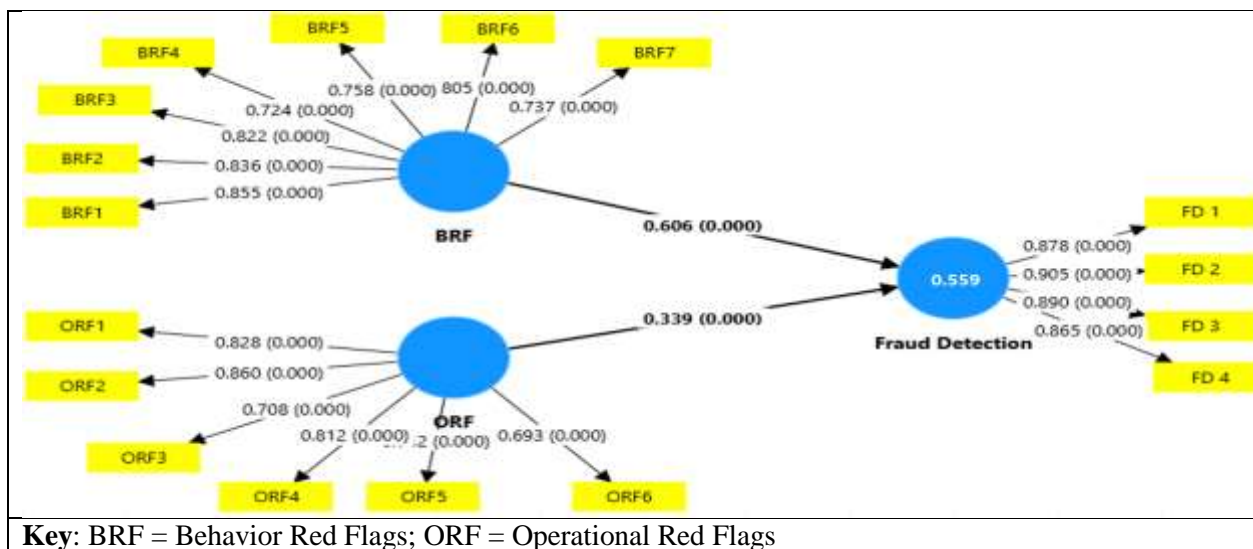 BRF5
BRF6
BRF4
BRF7
BRF3
BRF2
BRF1
0.758 (0.000)
805 (0.000)
0.737 (0.000)
0.724 (0.000)
0.822 (0.000)
0.836 (0.000)
0.855 (0.000)
BRF
0.606 (0.000)
0.339 (0.000)
0.559
Fraud Detection
FD 1
0.878 (0.000)
FD 2
0.905 (0.000)
0.890 (0.000)
FD 3
0.865 (0.000)
FD 4
ORF1
0.828 (0.000)
ORF2
0.860 (0.000)
0.708 (0.000)
ORF
0.812 (0.000)
2 (0.000)
0.693 (0.000)
ORF3
ORF4
ORF5
ORF6
Key: BRF = Behavior Red Flags; ORF = Operational Red Flags